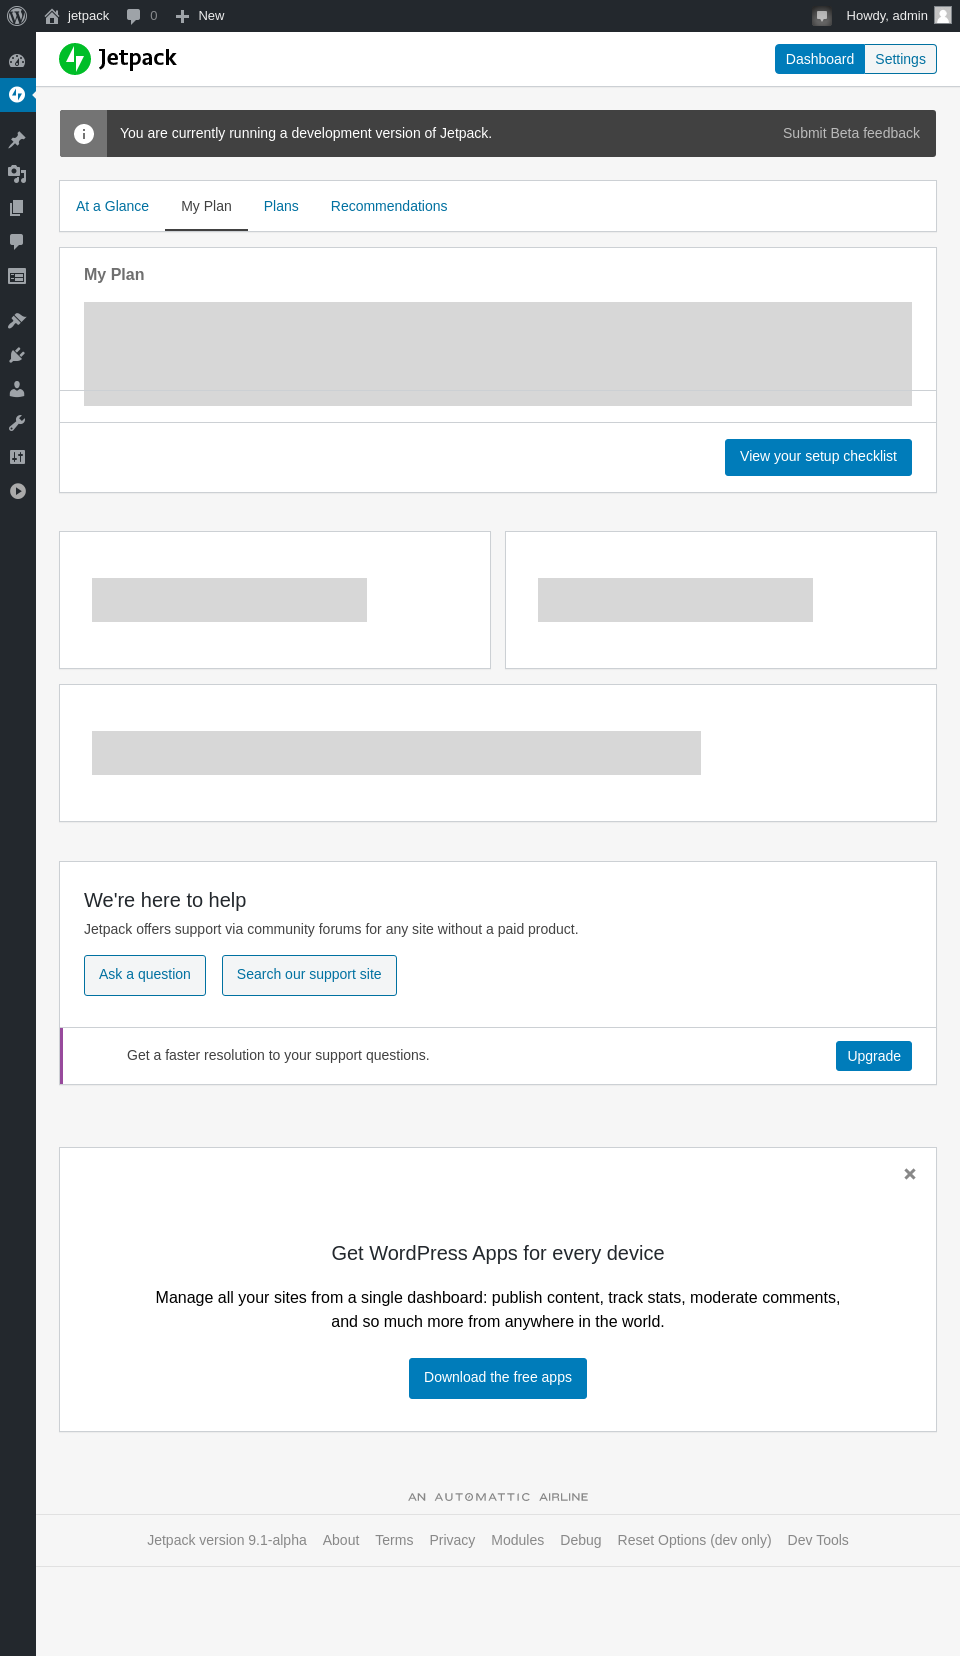 jetpack 0 New Howdy, admin
Jetpack Dashboard Settings
You are currently running a development version of Jetpack. Submit Beta feedback
At a Glance My Plan Plans Recommendations
My Plan
View your setup checklist
We're here to help
Jetpack offers support via community forums for any site without a paid product.
Ask a question Search our support site
Get a faster resolution to your support questions. Upgrade
Get WordPress Apps for every device
Manage all your sites from a single dashboard: publish content, track stats, moderate comments,
and so much more from anywhere in the world.
Download the free apps
AN AUTOMATTIC AIRLINE
Jetpack version 9.1-alpha About Terms Privacy Modules Debug Reset Options (dev only) Dev Tools